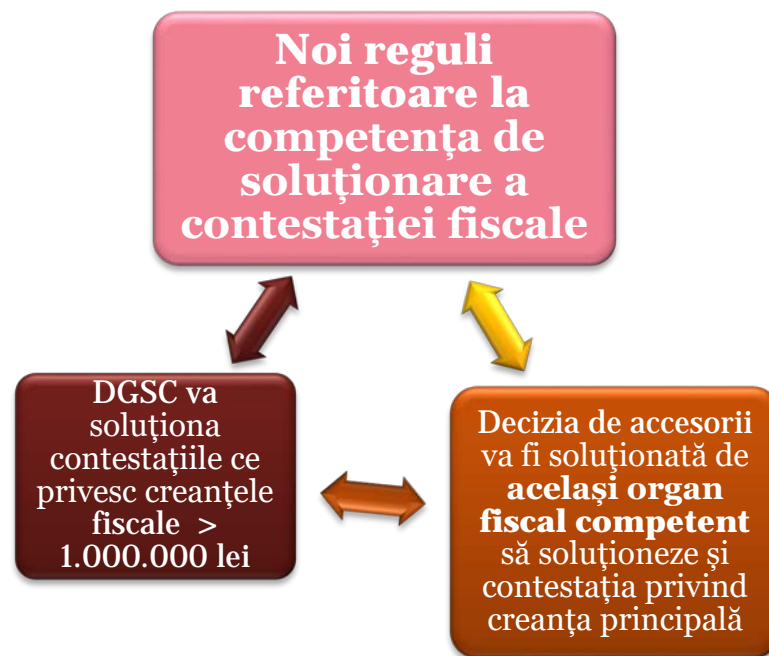 Noi reguli
referitoare la
competența de
soluționare a
contestației fiscale
DGSC va
soluționa
contestațiile ce
privesc creanțele
fiscale >
1.000.000 lei
Decizia de accesorii
va fi soluţionată de
același organ
fiscal competent
să soluționeze și
contestația privind
creanța principală